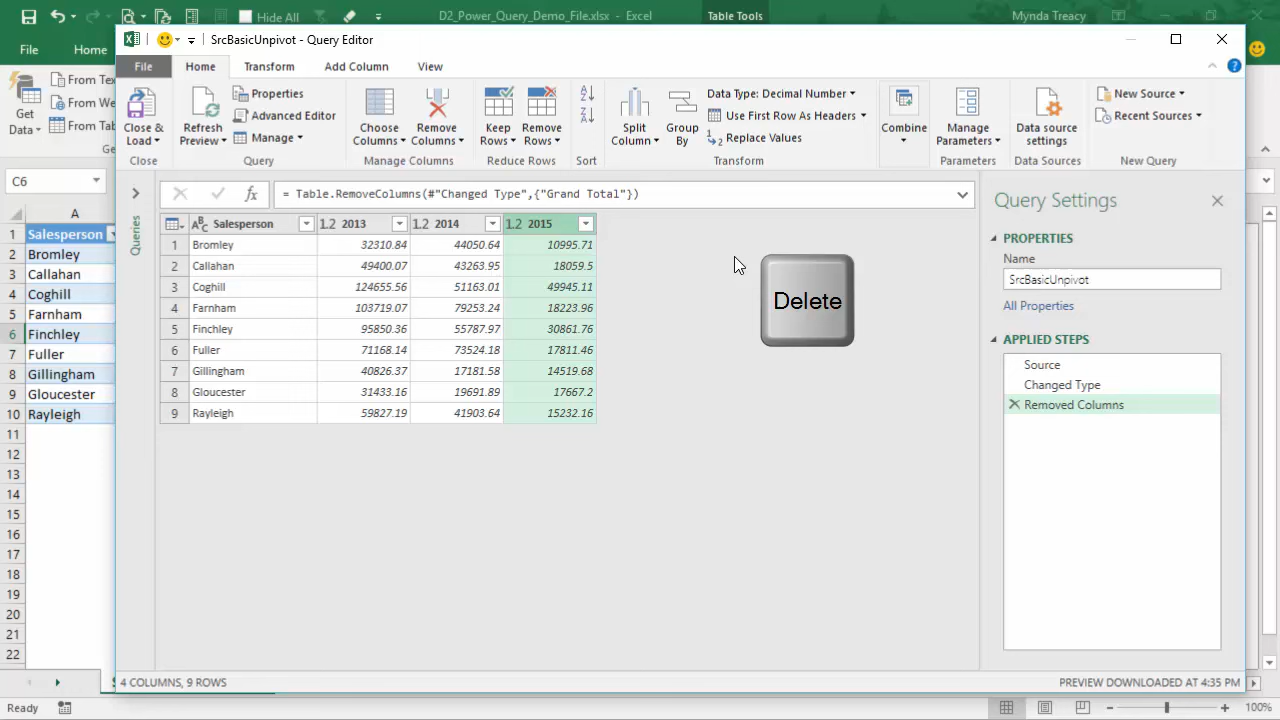 Hide All
D2_Power_Query_Demo_File.xlsx - Excel
Table Tools
Mynda Treacy
File
Home
From Tex
From We
From Tab
Get
Data
Ge
C6
A
1 Salesperson
2 Bromley
3 Callahan
4 Coghill
5 Farnham
6 Finchley
7 Fuller
8 Gillingham
9 Gloucester
10 Rayleigh
11
12
13
14
15
16
17
18
19
20
21
22
S
Ready
100%
SrcBasicUnpivot - Query Editor
File Home Transform Add Column View
Close &
Load
Close
Refresh
Preview
Properties
Advanced Editor
Manage
Query
Choose
Columns
Remove
Columns
Manage Columns
Keep
Rows
Remove
Rows
Reduce Rows
A
Z
Z
A
Sort
Split
Column
Group
By
Data Type: Decimal Number
Use First Row As Headers
1
2 Replace Values
Transform
Combine
Manage
Parameters
Parameters
Data source
settings
Data Sources
New Source
Recent Sources
New Query
Queries
fx
= Table.RemoveColumns(#"Changed Type",{"Grand Total"})
ABC Salesperson 1.2 2013 1.2 2014 1.2 2015
1 Bromley 32310.84 44050.64 10995.71
2 Callahan 49400.07 43263.95 18059.5
3 Coghill 124655.56 51163.01 49945.11
4 Farnham 103719.07 79253.24 18223.96
5 Finchley 95850.36 55787.97 30861.76
6 Fuller 71168.14 73524.18 17811.46
7 Gillingham 40826.37 17181.58 14519.68
8 Gloucester 31433.16 19691.89 17667.2
9 Rayleigh 59827.19 41903.64 15232.16
Delete
Query Settings
PROPERTIES
Name
SrcBasicUnpivot
All Properties
APPLIED STEPS
Source
Changed Type
Removed Columns
4 COLUMNS, 9 ROWS
PREVIEW DOWNLOADED AT 4:35 PM